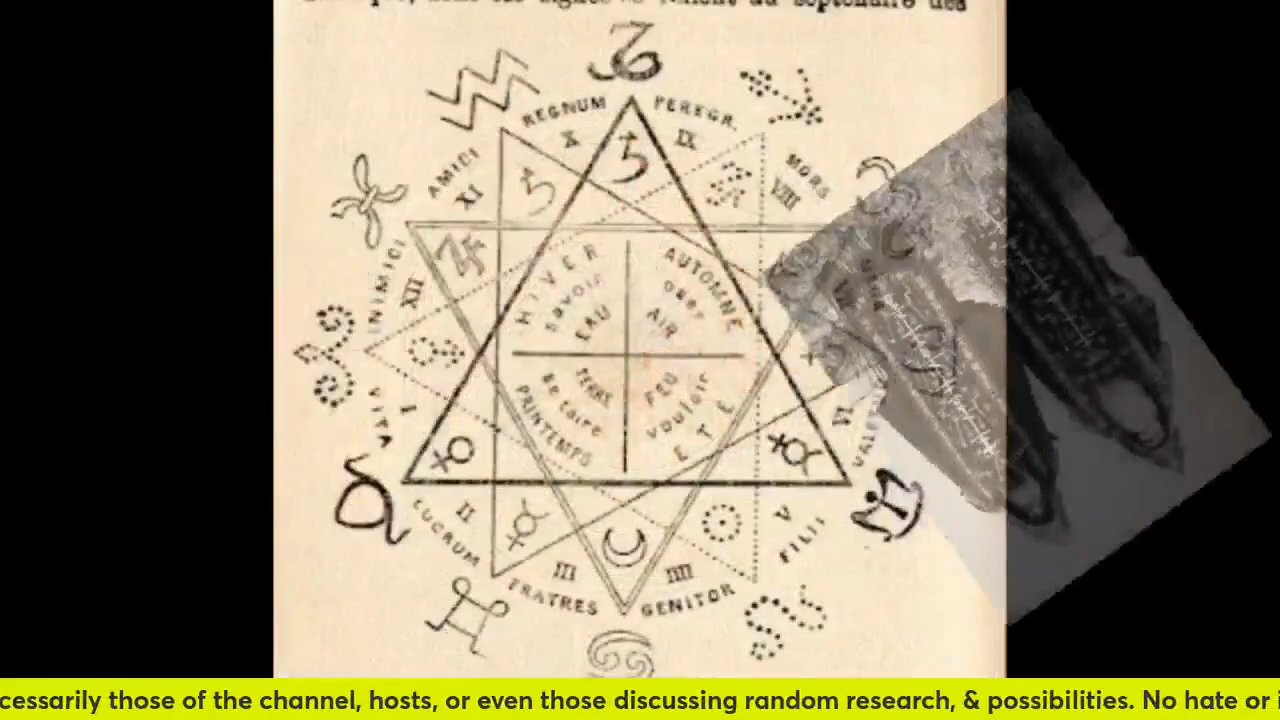 REGNUM
PEREGR.
X
IX
AMICI
XI
MORS
VIII
INIMICI
XII
HIVER
savoir
EAU
AUTOMNE
oser
AIR
VITA
I
TERRE
se taire
PRINTEMPS
FEU
vouloir
ETE
VI
LUCRUM
II
V
FILII
III
FRATRES
IIII
GENITOR
cessarily those of the channel, hosts, or even those discussing random research, & possibilities. No hate or i